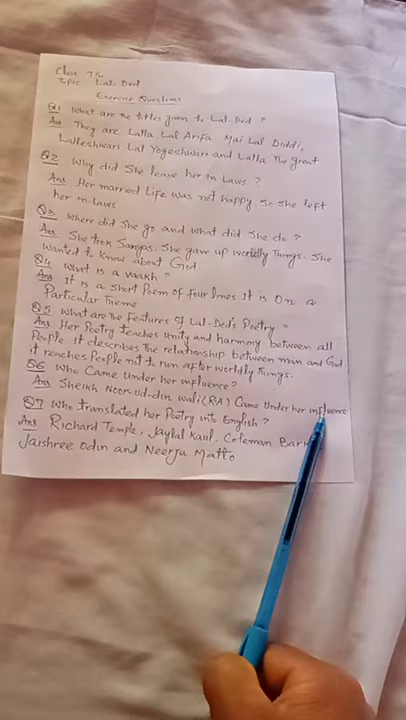 Class 7th
Topic Lal-Ded
Exercise Questions
Q1 What are the titles given to Lal-Ded ?
Ans They are Lalla Lal Arifa Mai Lal Diddi,
Lalleshwari Lal Yogeshwari and Lalla the great
Q2 Why did She leave her in Laws ?
Ans Her married Life was not happy so she left
her in-Laws
Q3 Where did She go and what did She do ?
Ans She took Sanyas. She gave up worldly Things. She
wanted to know about God
Q4 What is a vaakh ?
Ans It is a short Poem of four lines It is On a
Particular Theme
Q5 What are the Features of Lal-Ded's Poetry ?
Ans Her Poetry teaches unity and harmony between all
People it describes the relationship between man and God.
it teaches People not to run after worldly things.
Q6 Who Came under her influence ?
Ans Sheikh Noor-ud-din wali (RA) Came Under her influence
Q7 Who translated her Poetry into English ?
Ans Richard Temple, Jaylal Kaul. Coleman
Jaishree Odin and Neerja Matto